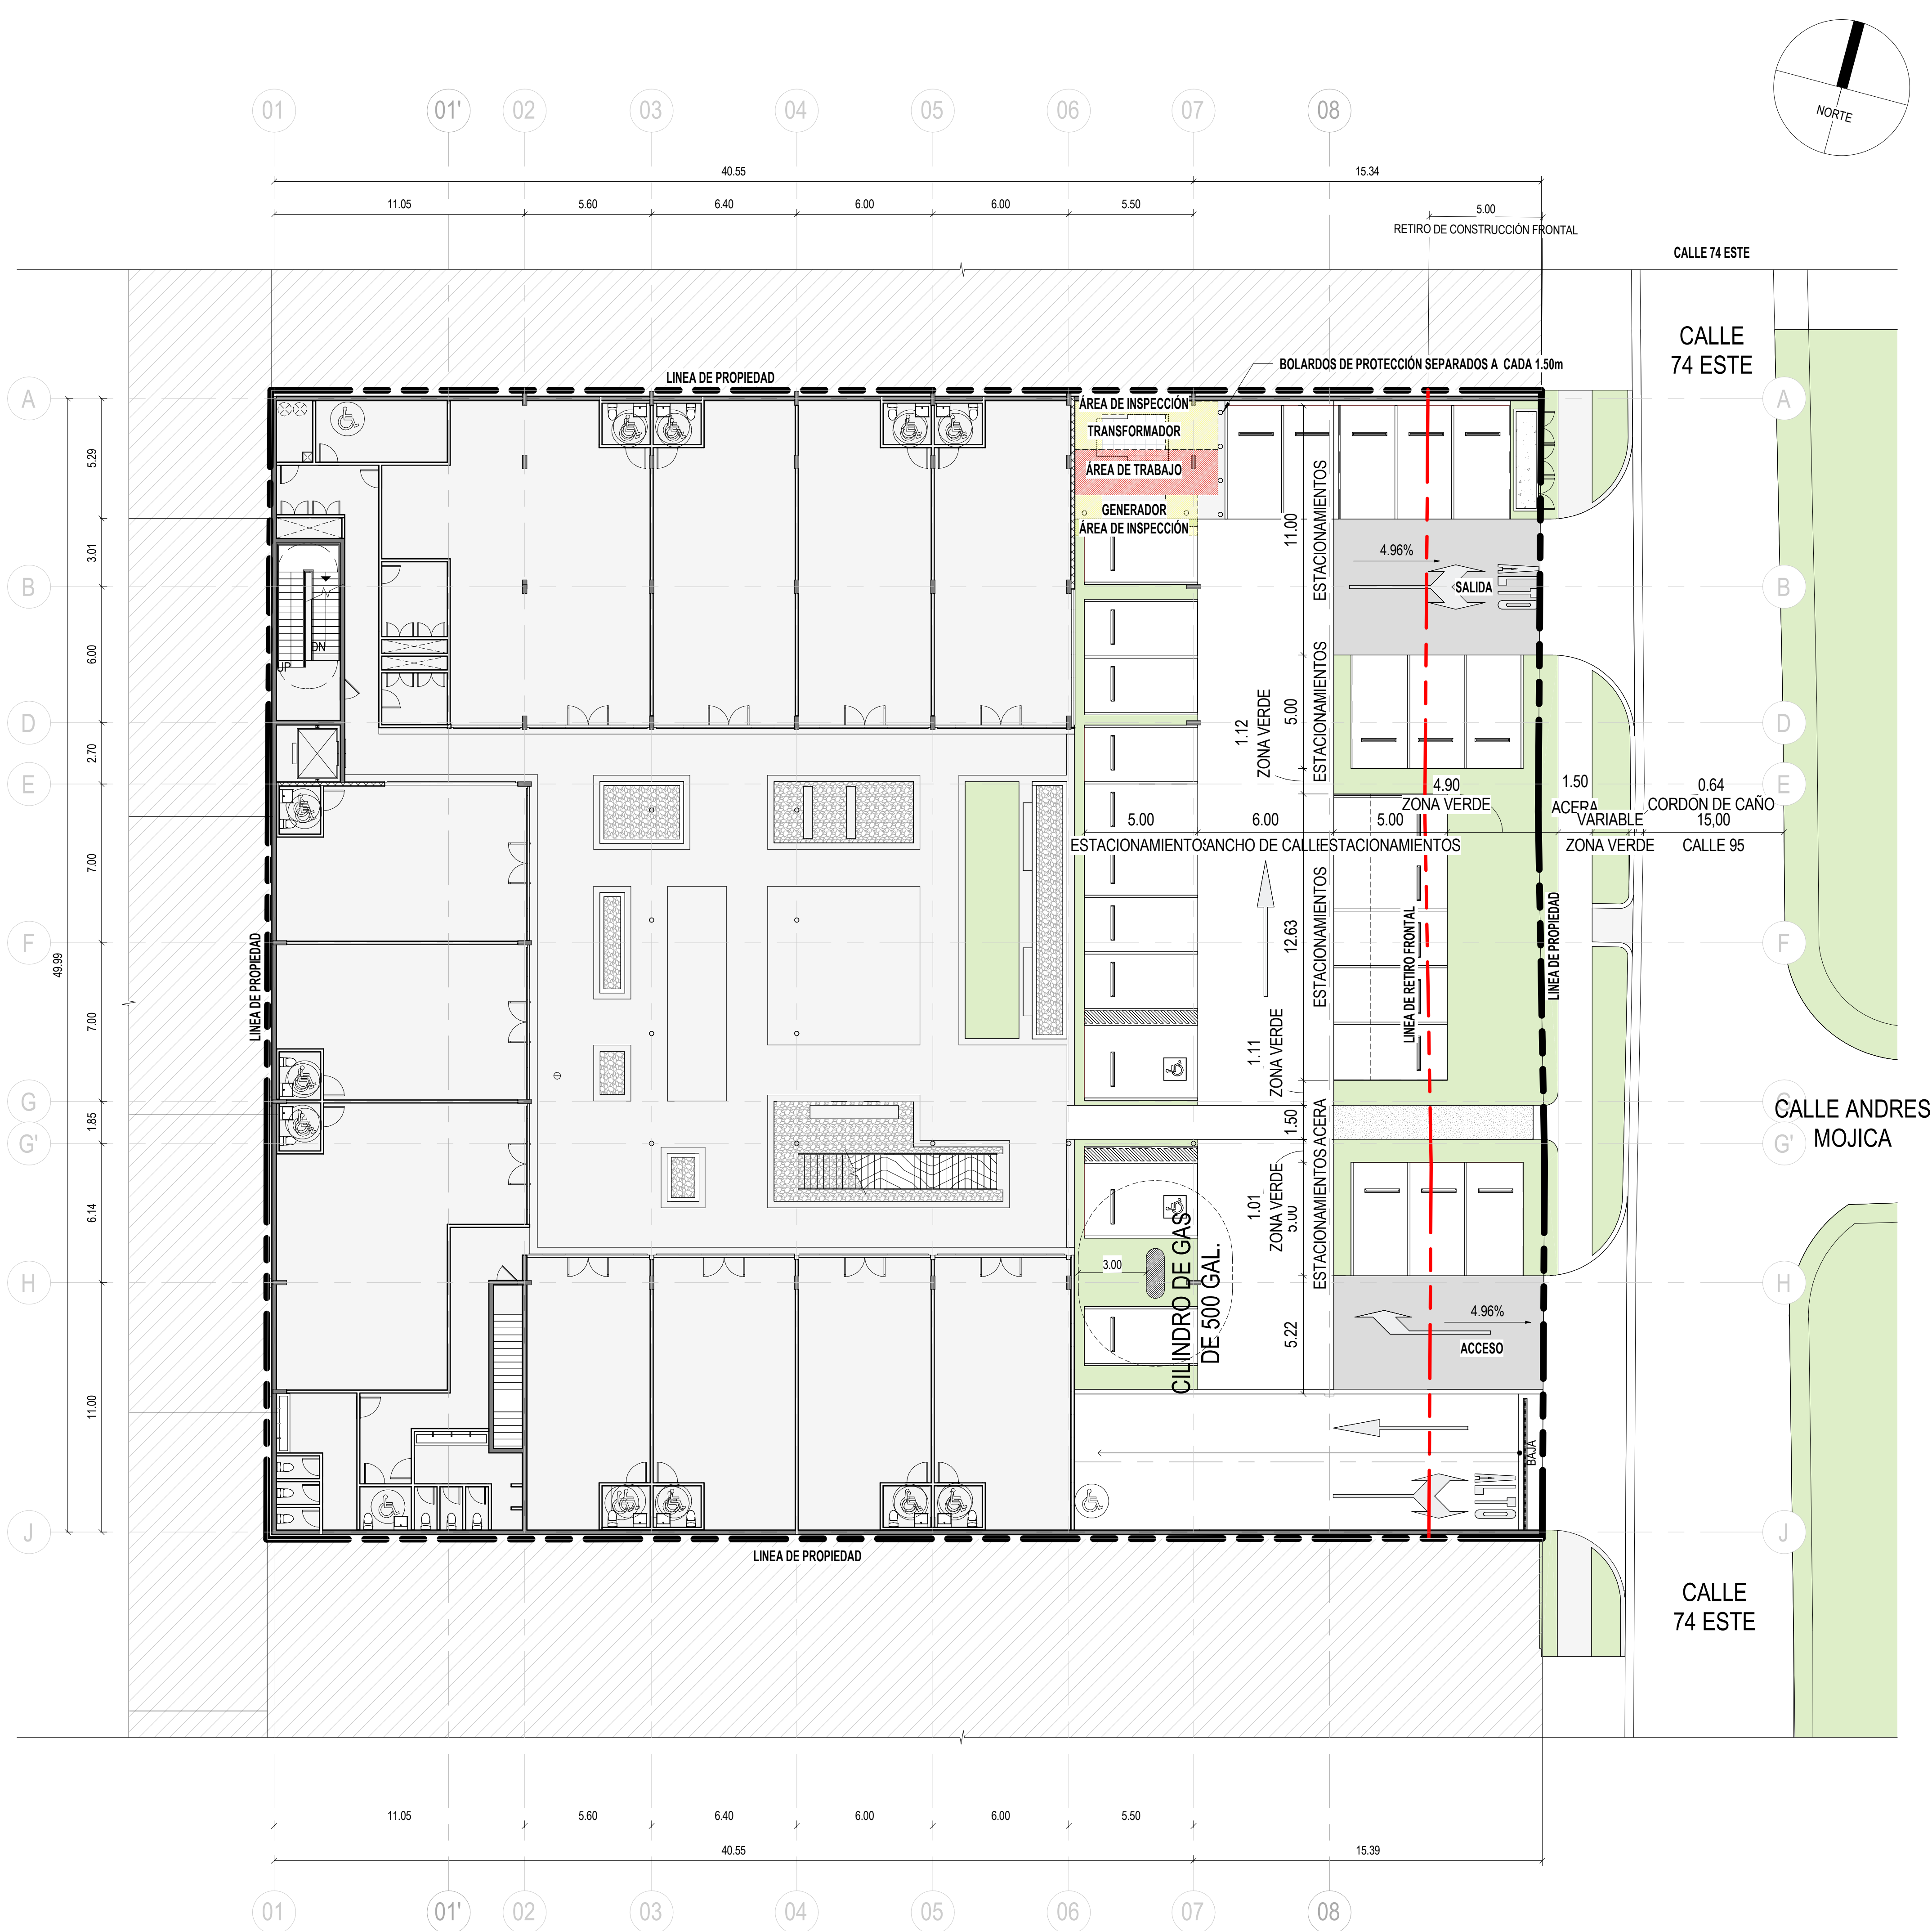 NORTE
01
01'
02
03
04
05
06
07
08
40.55
15.34
11.05
5.60
6.40
6.00
6.00
5.50
5.00
RETIRO DE CONSTRUCCIÓN FRONTAL
CALLE 74 ESTE
CALLE
74 ESTE
BOLARDOS DE PROTECCIÓN SEPARADOS A CADA 1.50m
LINEA DE PROPIEDAD
A
A
ÁREA DE INSPECCIÓN
TRANSFORMADOR
ÁREA DE TRABAJO
GENERADOR
ÁREA DE INSPECCIÓN
5.29
3.01
11.00
ESTACIONAMIENTOS
4.96%
SALIDA
B
B
6.00
DN
UP
5.00
ESTACIONAMIENTOS
1.12
ZONA VERDE
D
D
2.70
E
E
4.90
ZONA VERDE
1.50
ACERA
VARIABLE
ZONA VERDE
0.64
CORDON DE CAÑO
15,00
CALLE 95
5.00
ESTACIONAMIENTOS
6.00
ANCHO DE CALLE
5.00
ESTACIONAMIENTOS
7.00
12.63
ESTACIONAMIENTOS
LINEA DE RETIRO FRONTAL
LINEA DE PROPIEDAD
LINEA DE PROPIEDAD
F
F
49.99
7.00
1.11
ZONA VERDE
G
G
1.85
1.50
ACERA
CALLE ANDRES
MOJICA
G'
G'
6.14
1.01
ZONA VERDE
5.00
ESTACIONAMIENTOS
3.00
CILINDRO DE GAS
DE 500 GAL.
H
H
5.22
4.96%
ACCESO
11.00
BAJA
J
J
LINEA DE PROPIEDAD
CALLE
74 ESTE
11.05
5.60
6.40
6.00
6.00
5.50
40.55
15.39
01
01'
02
03
04
05
06
07
08